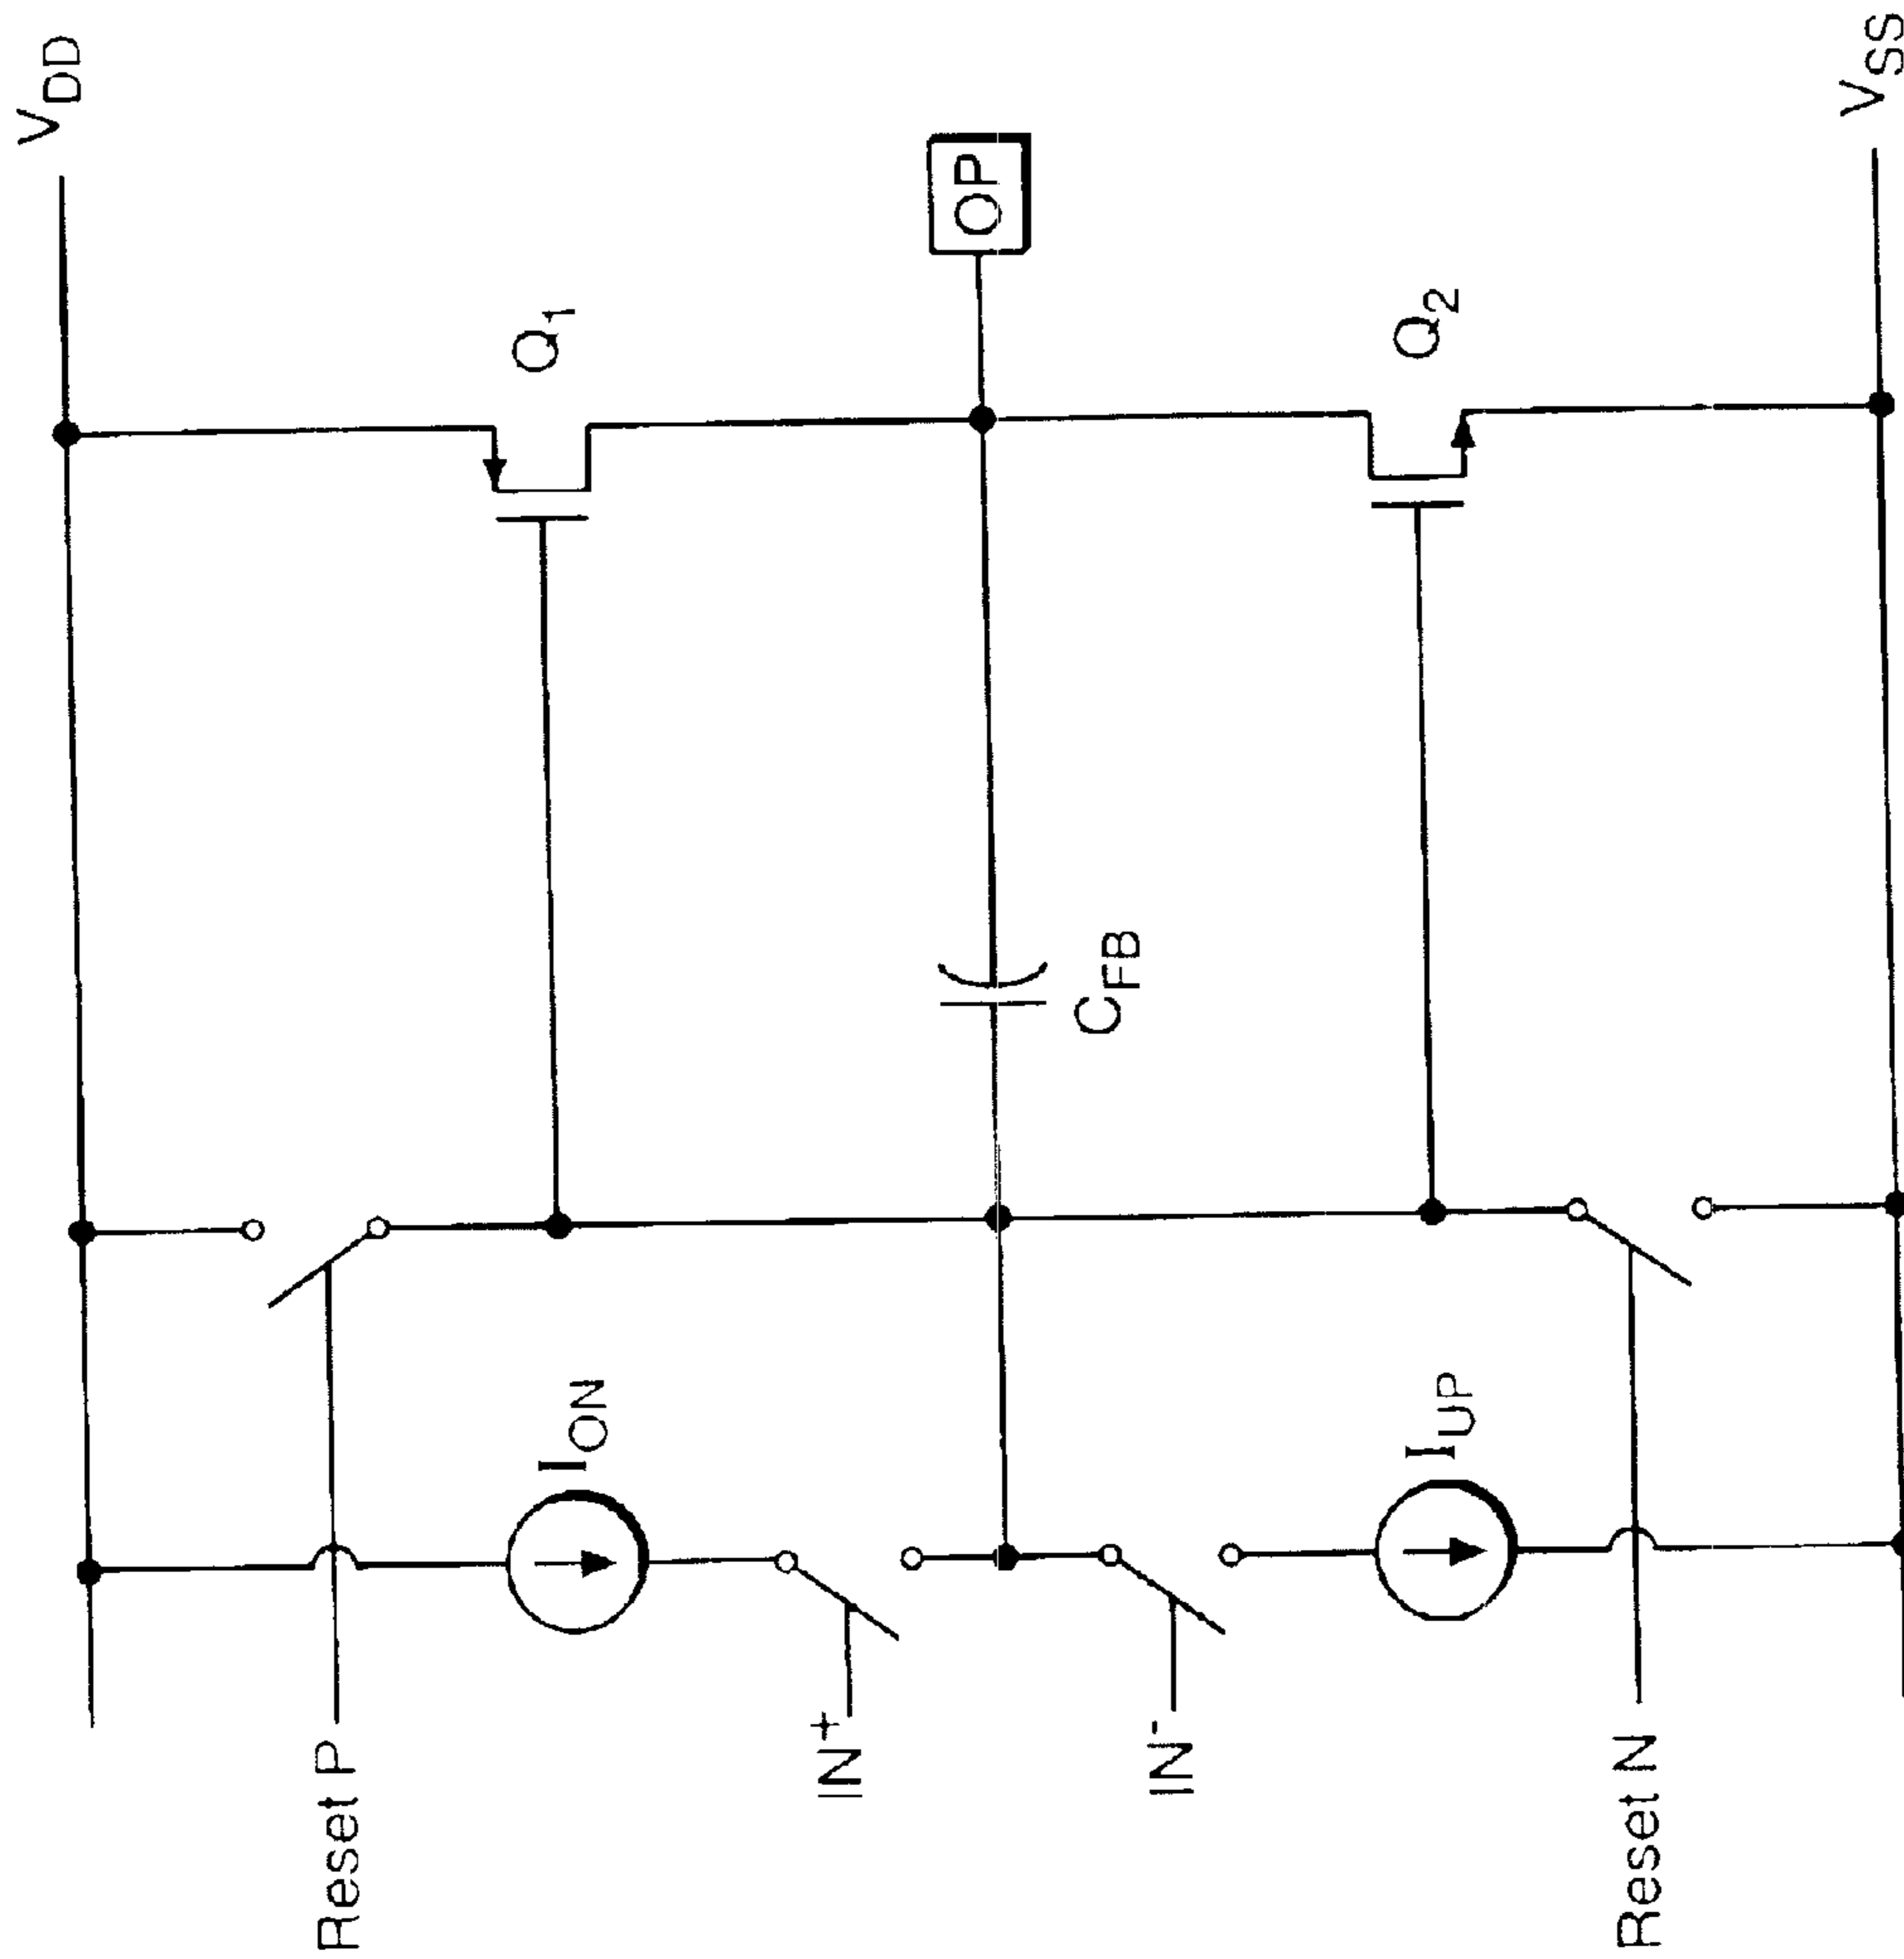 V_DD
Reset P
I_ON
Q_1
IN^+
C_FB
OP
IN^-
I_UP
Q_2
Reset N
V_SS